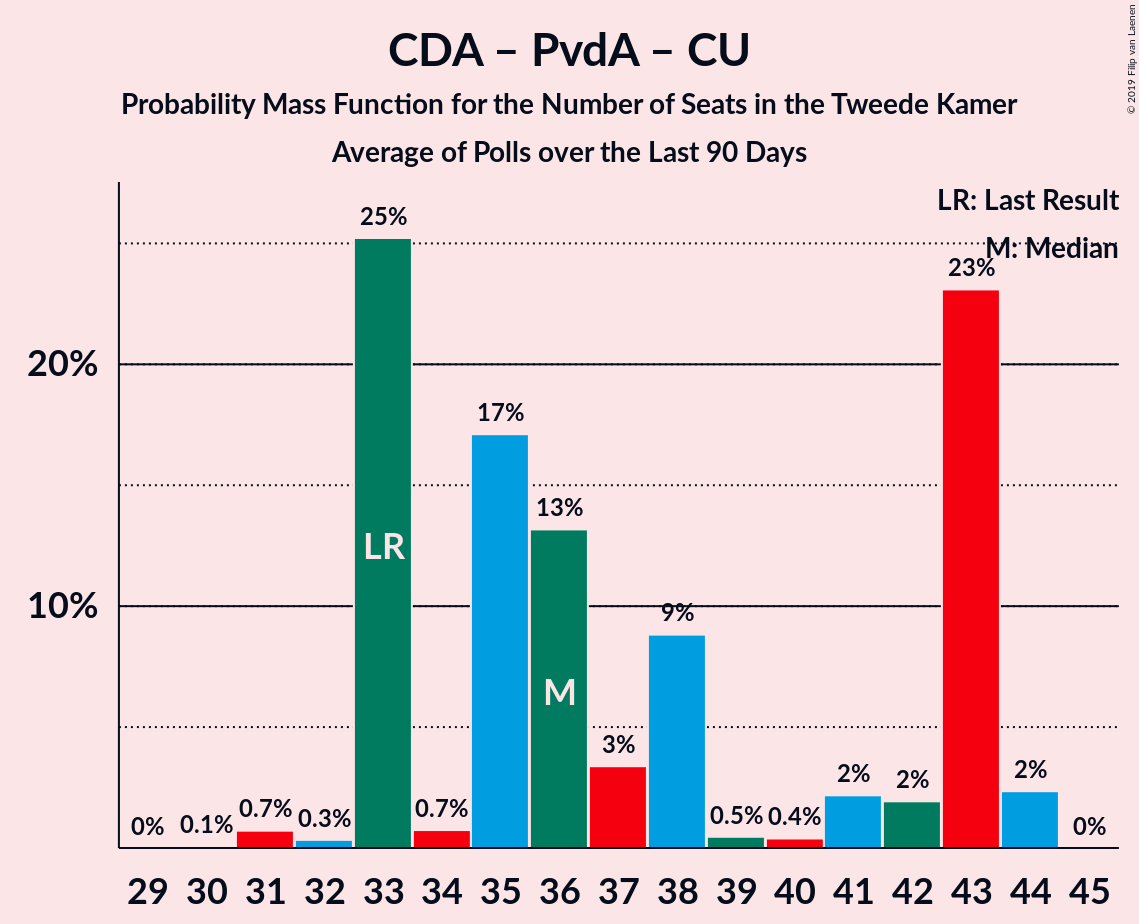 CDA – PvdA – CU
Probability Mass Function for the Number of Seats in the Tweede Kamer
Average of Polls over the Last 90 Days
© 2019 Filip van Laenen
LR: Last Result
M: Median
25%
23%
20%
17%
13%
LR
10%
9%
M
3%
2%
2%
2%
0%
0.1%
0.7%
0.3%
0.7%
0.5%
0.4%
0%
29 30 31 32 33 34 35 36 37 38 39 40 41 42 43 44 45